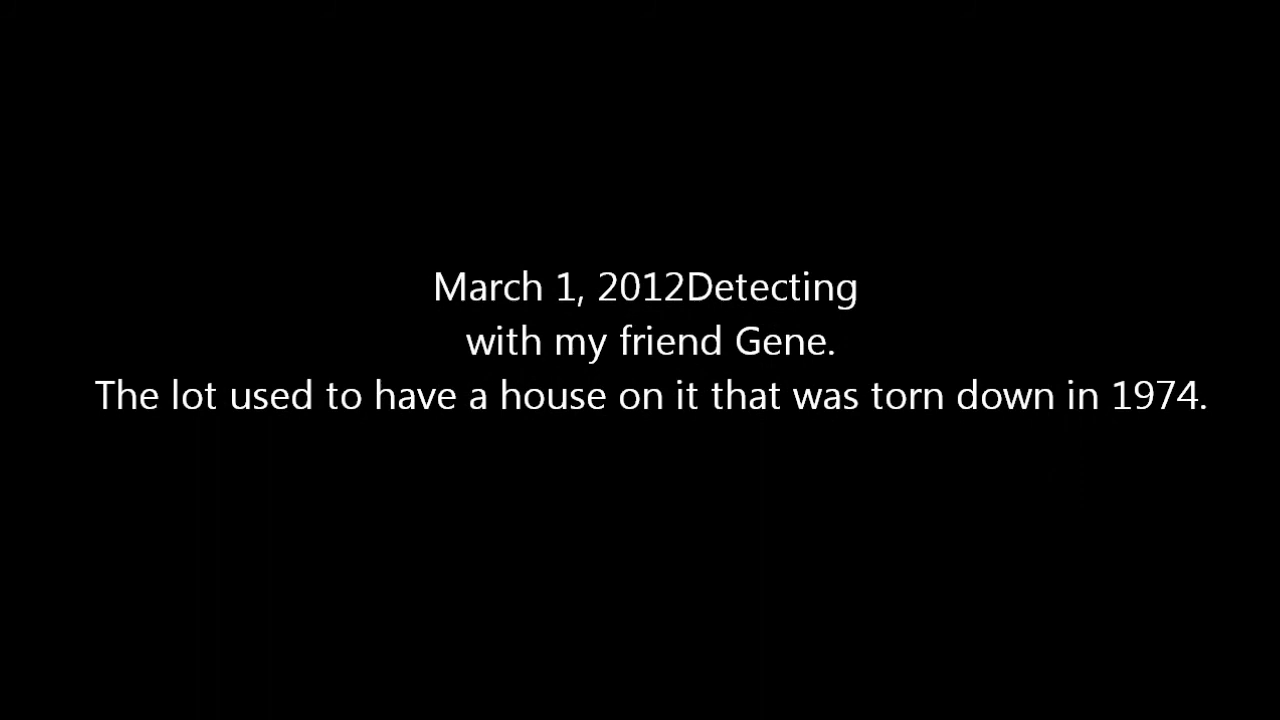 March 1, 2012Detecting
with my friend Gene.
The lot used to have a house on it that was torn down in 1974.